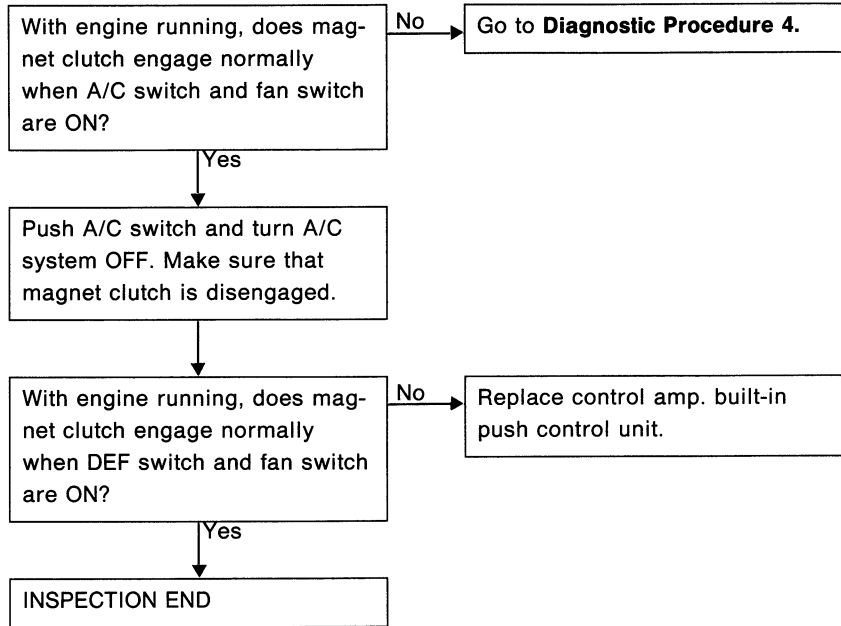 With engine running, does mag-
net clutch engage normally
when A/C switch and fan switch
are ON?
No
Go to Diagnostic Procedure 4.
Yes
Push A/C switch and turn A/C
system OFF. Make sure that
magnet clutch is disengaged.
With engine running, does mag-
net clutch engage normally
when DEF switch and fan switch
are ON?
No
Replace control amp. built-in
push control unit.
Yes
INSPECTION END